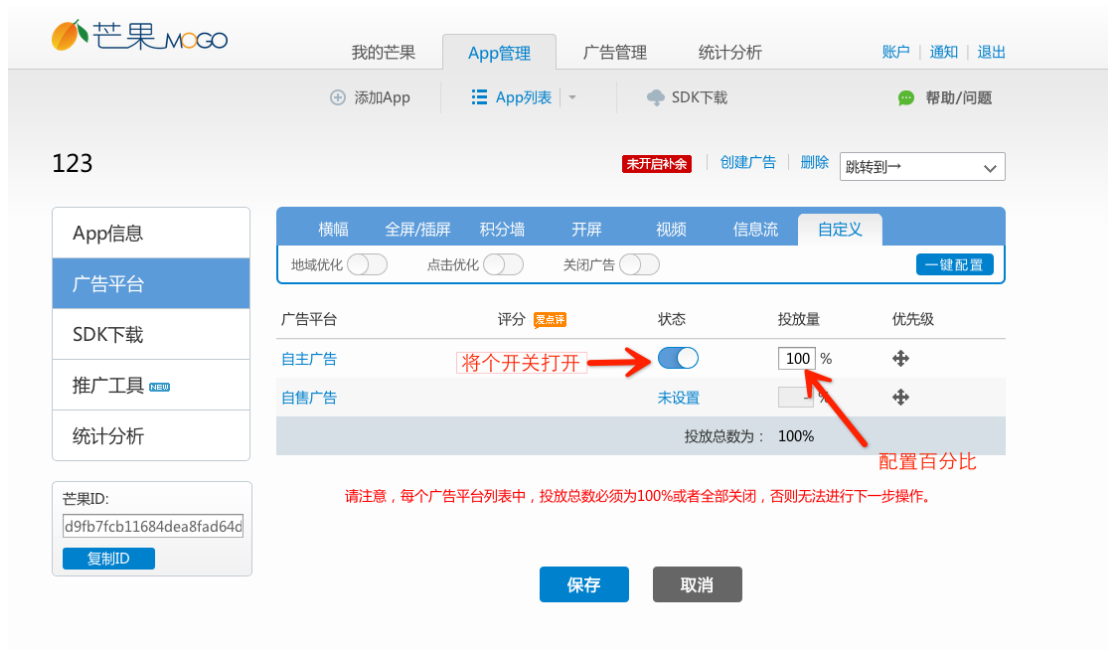 芒果 MOGO
我的芒果 App管理 广告管理 统计分析 账户 | 通知 | 退出
添加App App列表 SDK下载 帮助/问题
123 未开启补余 创建广告 删除 跳转到→
App信息 横幅 全屏/插屏 积分墙 开屏 视频 信息流 自定义
地域优化 点击优化 关闭广告 一键配置
广告平台
广告平台 评分 爱点评 状态 投放量 优先级
SDK下载
自主广告 将个开关打开 100 %
推广工具 NEW
自售广告 未设置 - %
统计分析 投放总数为: 100%
配置百分比
芒果ID: 请注意，每个广告平台列表中，投放总数必须为100%或者全部关闭，否则无法进行下一步操作。
d9fb7fcb11684dea8fad64d
复制ID
保存 取消